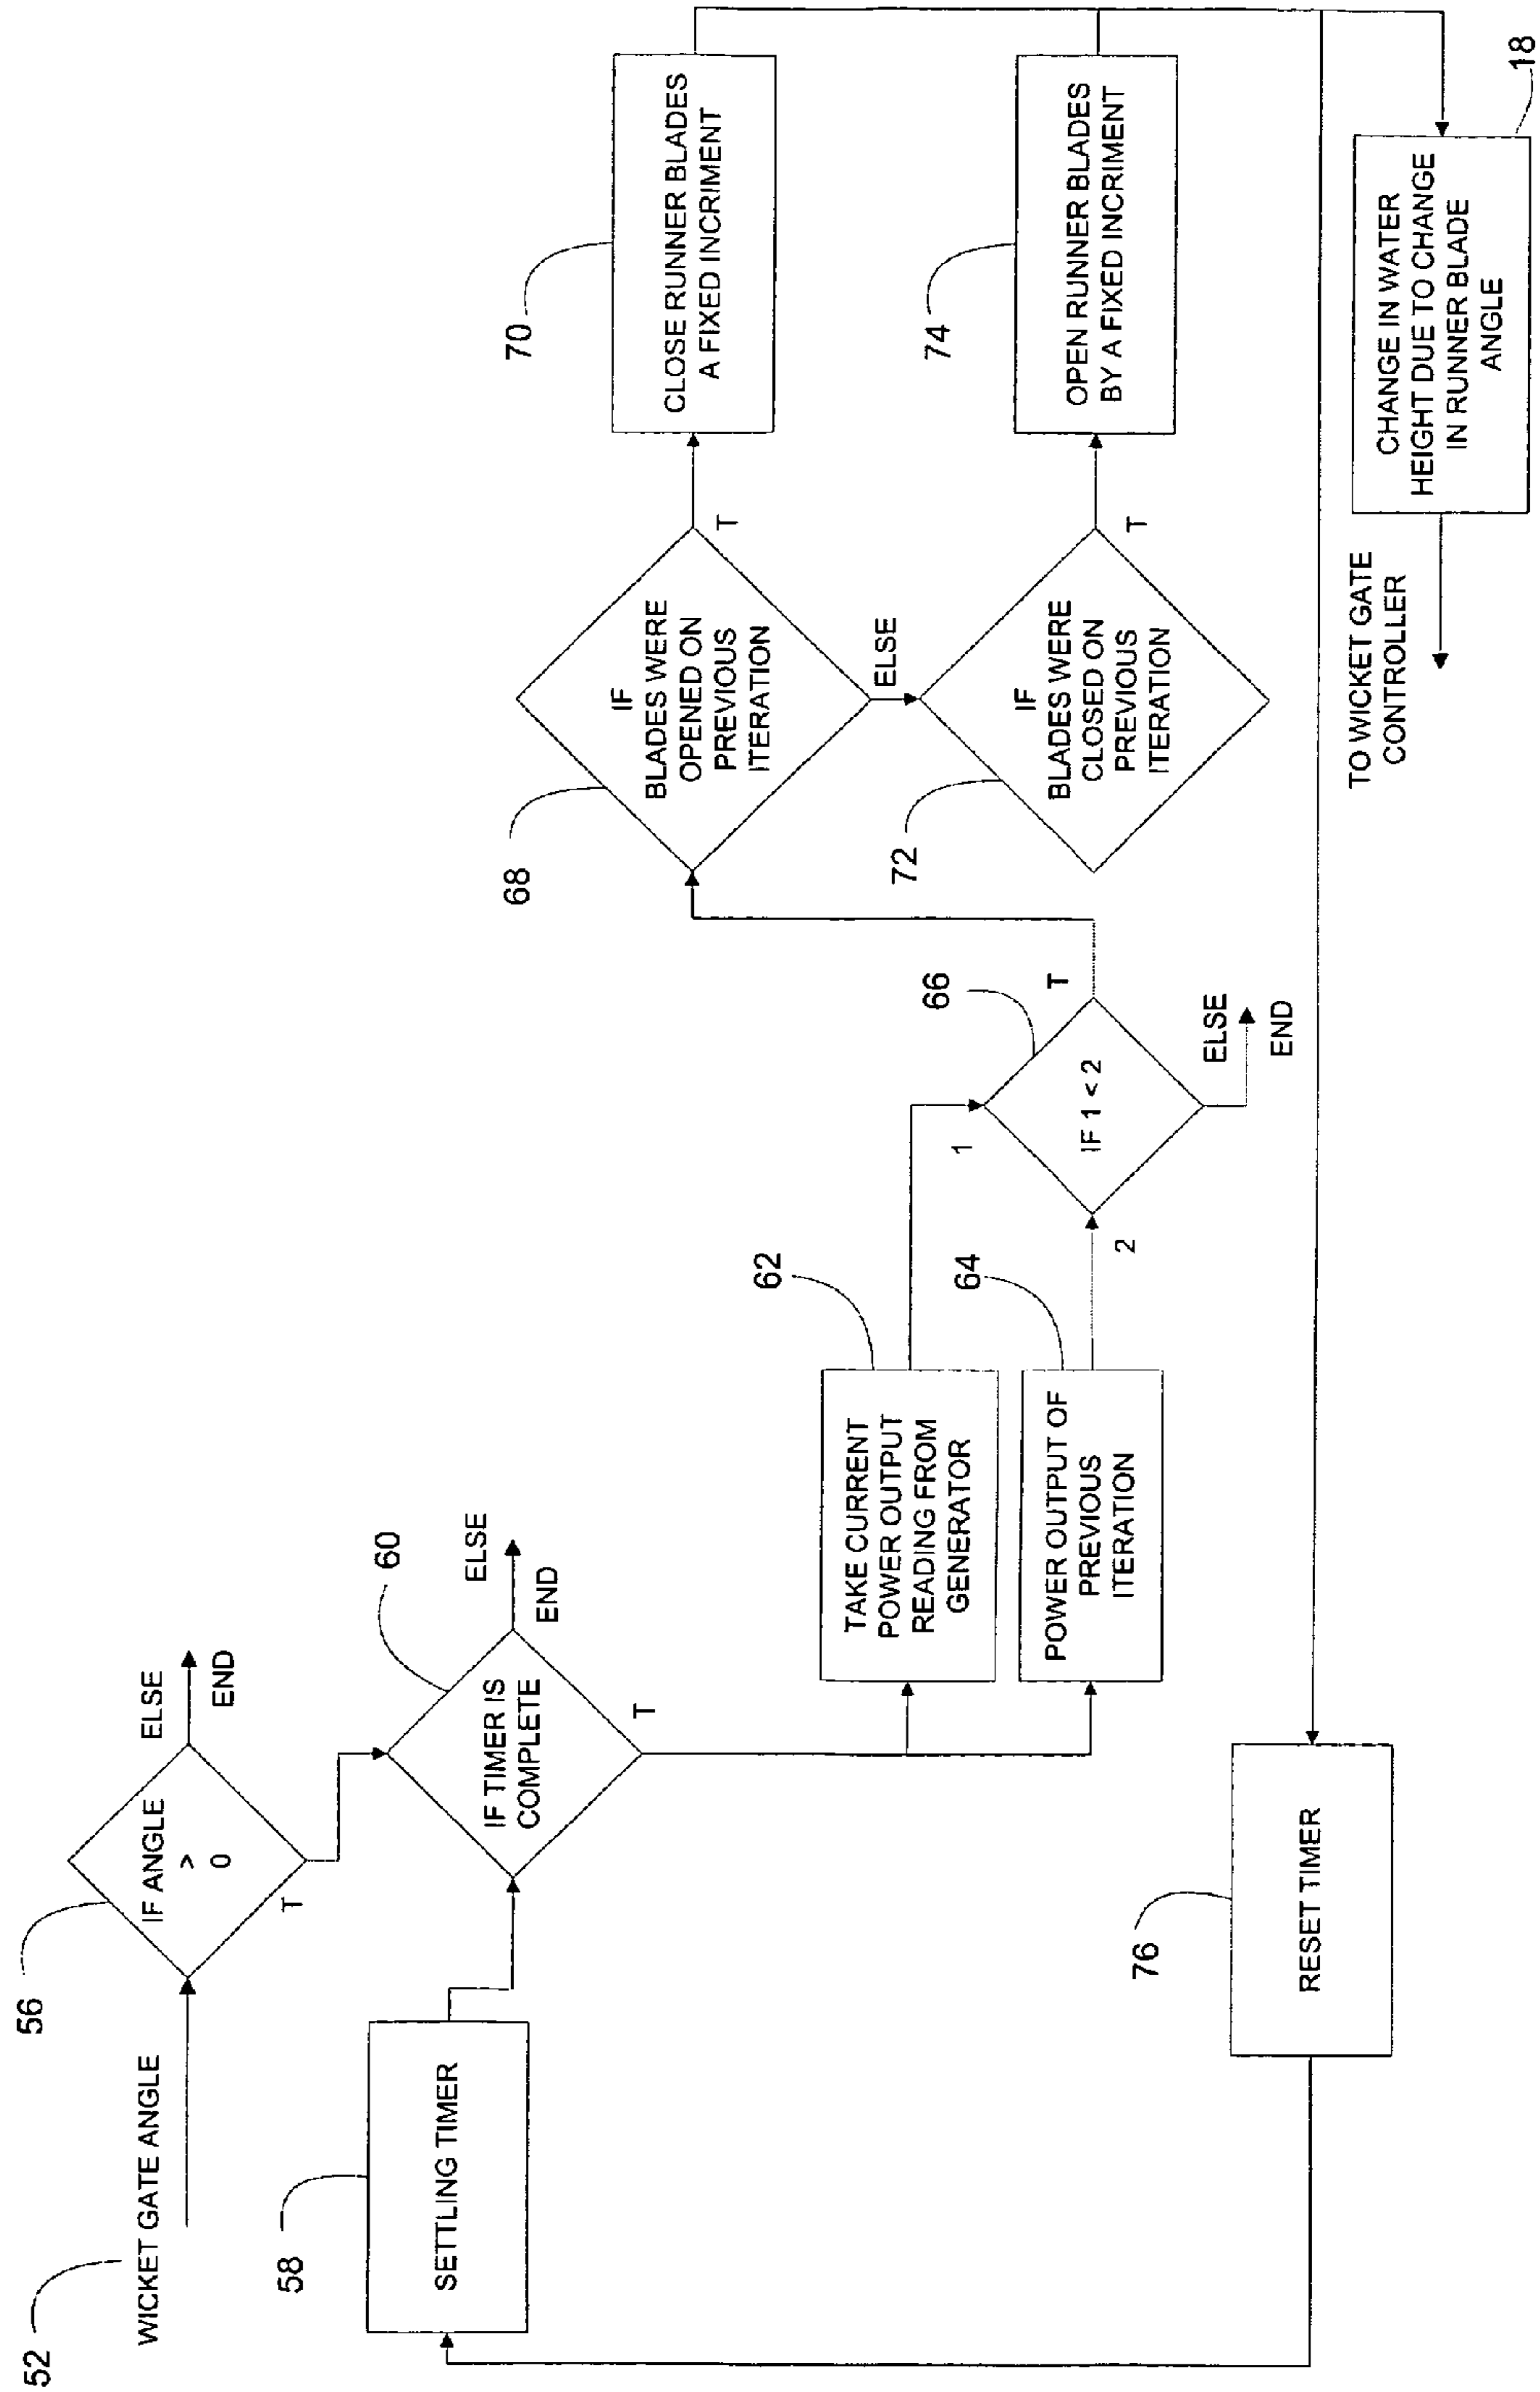 52
WICKET GATE ANGLE
56
IF ANGLE
>
0
T
ELSE
END
58
SETTLING TIMER
60
IF TIMER IS
COMPLETE
ELSE
END
T
62
TAKE CURRENT
POWER OUTPUT
READING FROM
GENERATOR
64
POWER OUTPUT OF
PREVIOUS
ITERATION
1
2
66
IF 1 < 2
T
ELSE
END
68
IF
BLADES WERE
OPENED ON
PREVIOUS
ITERATION
T
ELSE
70
CLOSE RUNNER BLADES
A FIXED INCRIMENT
72
IF
BLADES WERE
CLOSED ON
PREVIOUS
ITERATION
T
74
OPEN RUNNER BLADES
BY A FIXED INCRIMENT
76
RESET TIMER
TO WICKET GATE
CONTROLLER
CHANGE IN WATER
HEIGHT DUE TO CHANGE
IN RUNNER BLADE
ANGLE
18